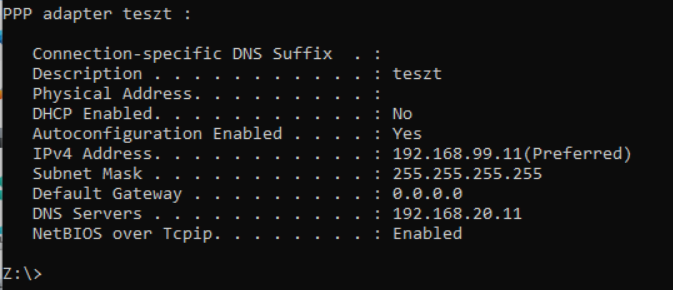 PPP adapter teszt :
Connection-specific DNS Suffix  . :
Description . . . . . . . . . . . : teszt
Physical Address. . . . . . . . . :
DHCP Enabled. . . . . . . . . . . : No
Autoconfiguration Enabled . . . . : Yes
IPv4 Address. . . . . . . . . . . : 192.168.99.11(Preferred)
Subnet Mask . . . . . . . . . . . : 255.255.255.255
Default Gateway . . . . . . . . . : 0.0.0.0
DNS Servers . . . . . . . . . . . : 192.168.20.11
NetBIOS over Tcpip. . . . . . . . : Enabled
Z:\>